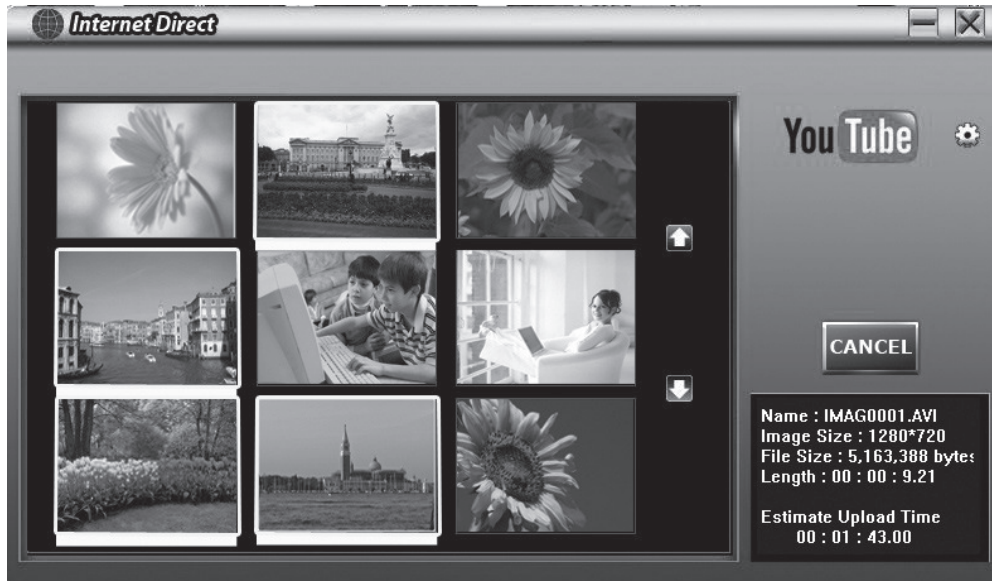 Internet Direct
You Tube
CANCEL
Name : IMAG0001.AVI
Image Size : 1280*720
File Size : 5,163,388 bytes
Length : 00 : 00 : 9.21
Estimate Upload Time
00 : 01 : 43.00